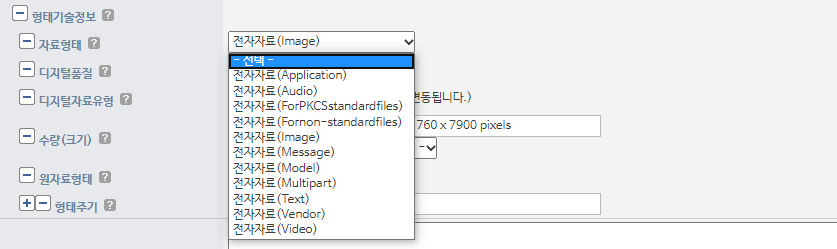 형태기술정보 ?
자료형태 ?
전자자료(Image)
- 선택 -
디지털품질 ?
전자자료(Application)
전자자료(Audio)
디지털자료유형 ?
변동됩니다.)
전자자료(ForPKCSstandardfiles)
전자자료(Fornon-standardfiles)
760 x 7900 pixels
수량(크기) ?
전자자료(Image)
전자자료(Message)
-
전자자료(Model)
원자료형태 ?
전자자료(Multipart)
전자자료(Text)
형태주기 ?
전자자료(Vendor)
전자자료(Video)